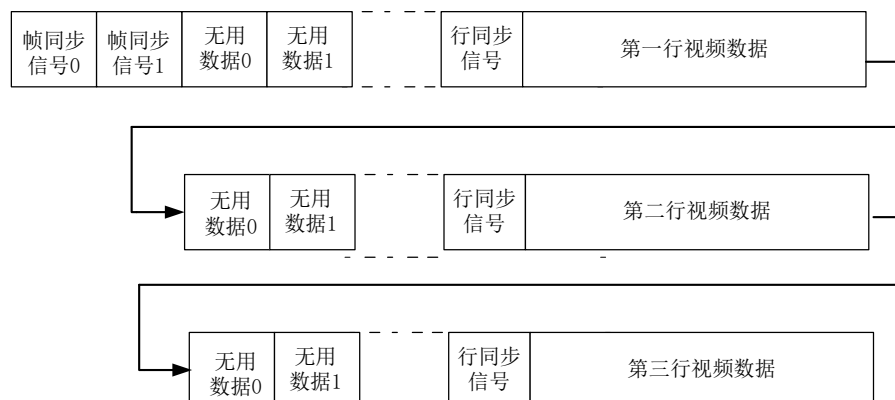 帧同步
信号0
帧同步
信号1
无用
数据0
无用
数据1
行同步
信号
第一行视频数据
无用
数据0
无用
数据1
行同步
信号
第二行视频数据
无用
数据0
无用
数据1
行同步
信号
第三行视频数据